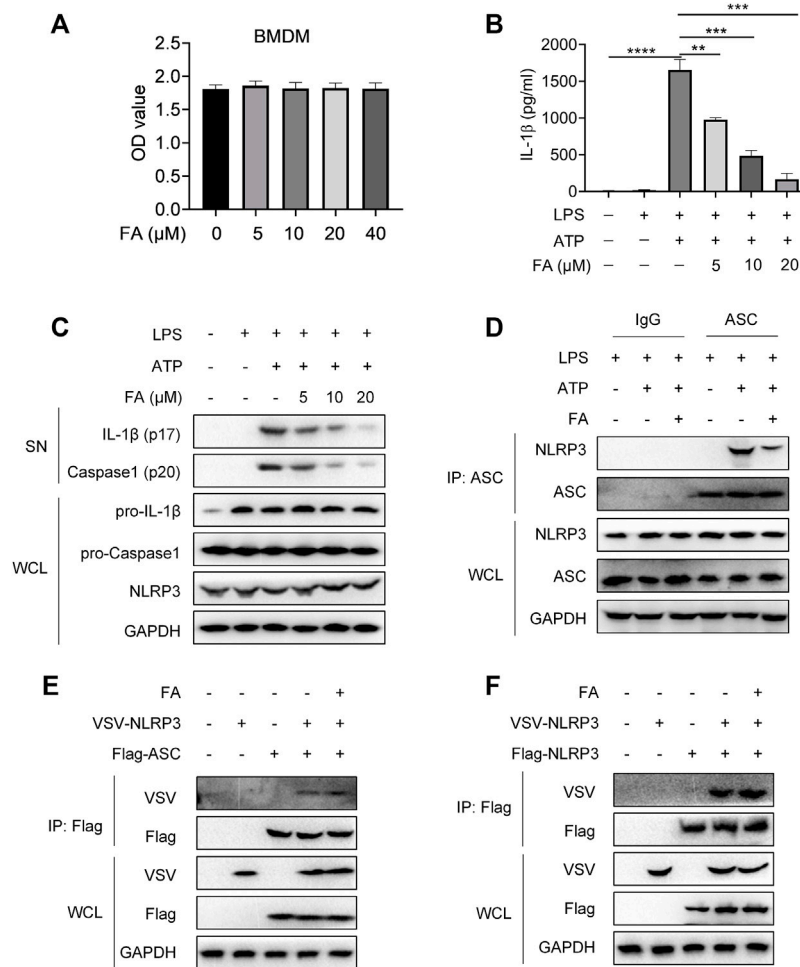 A
BMDM
OD value
2.5
2.0
1.5
1.0
0.5
0.0
FA (μM) 0 5 10 20 40
B
***
***
**** **
IL-1β (pg/ml)
2000
1500
1000
500
0
LPS – + + + + +
ATP – – + + + +
FA (μM) – – – 5 10 20
C
LPS - + + + + +
ATP - - + + + +
FA (μM) - - - 5 10 20
SN
IL-1β (p17)
Caspase1 (p20)
WCL
pro-IL-1β
pro-Caspase1
NLRP3
GAPDH
D
IgG ASC
LPS + + + + + +
ATP - + + - + +
FA - - + - - +
IP: ASC
NLRP3
ASC
WCL
NLRP3
ASC
GAPDH
E
FA - - - - +
VSV-NLRP3 - + - + +
Flag-ASC - - + + +
IP: Flag
VSV
Flag
WCL
VSV
Flag
GAPDH
F
FA - - - - +
VSV-NLRP3 - + - + +
Flag-NLRP3 - - + + +
IP: Flag
VSV
Flag
WCL
VSV
Flag
GAPDH